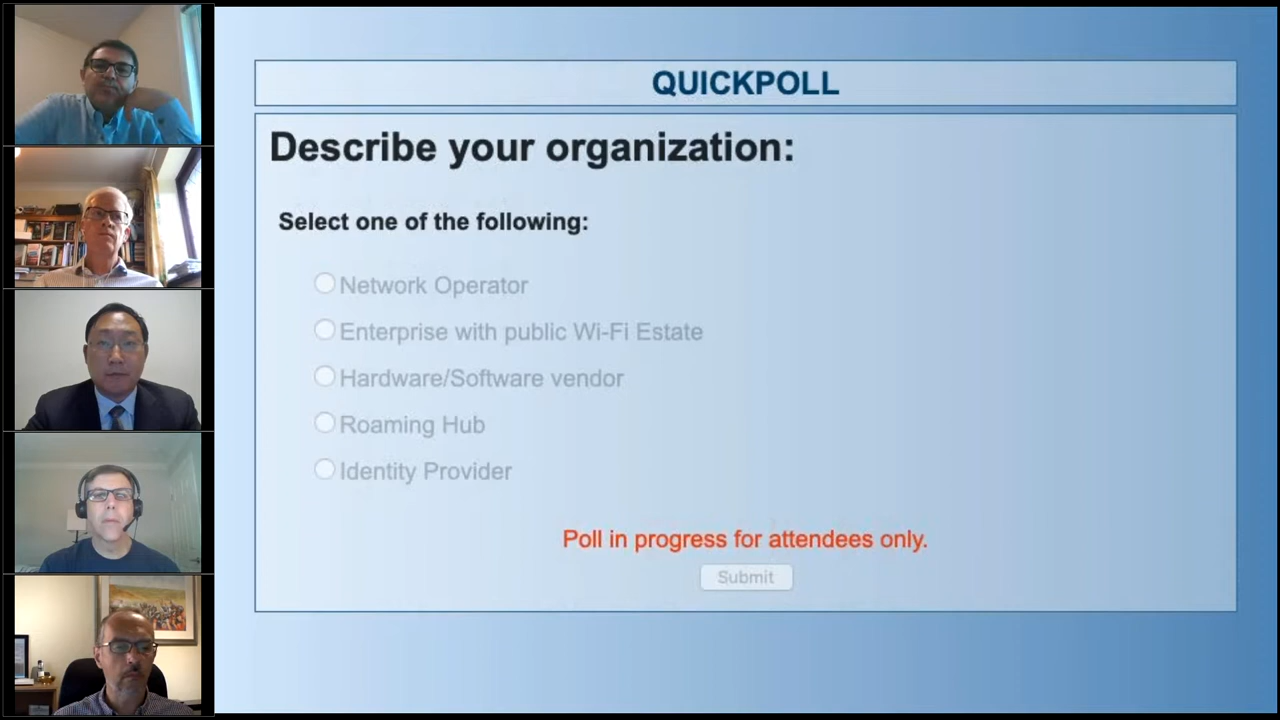 QUICKPOLL
Describe your organization:
Select one of the following:
Network Operator
Enterprise with public Wi-Fi Estate
Hardware/Software vendor
Roaming Hub
Identity Provider
Poll in progress for attendees only.
Submit